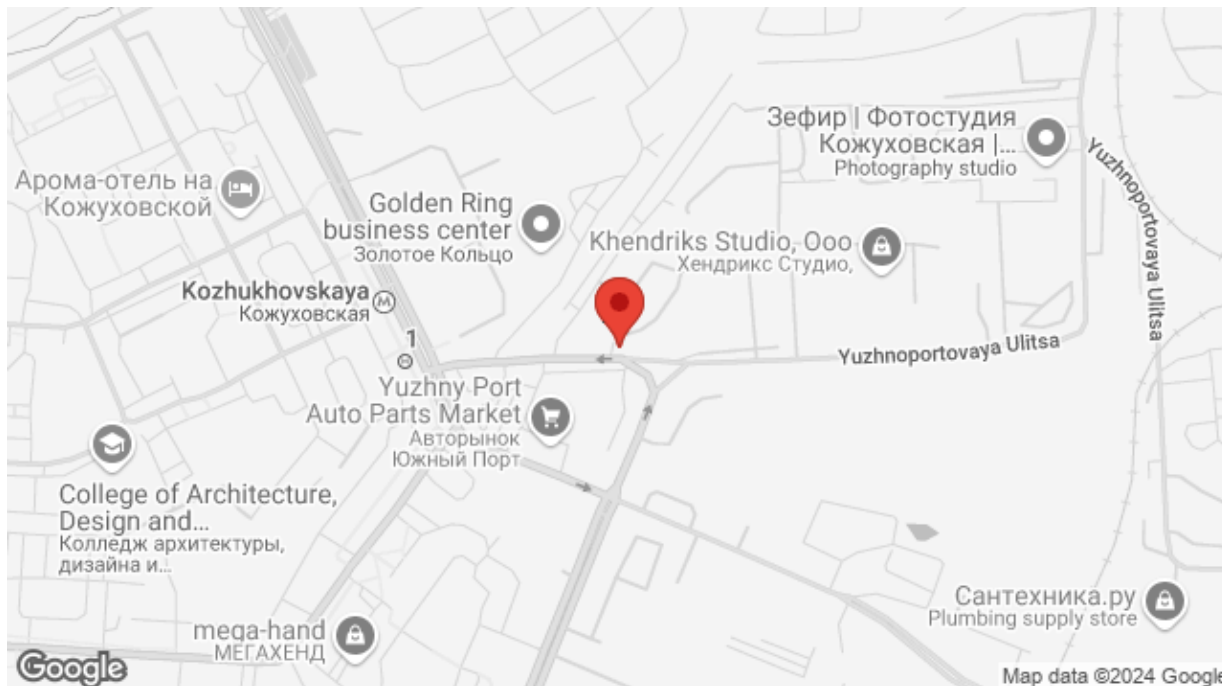 Зефир | Фотостудия
Кожуховская |...
Photography studio
Yuzhnoportovaya Ulitsa
Арома-отель на
Кожуховской
Golden Ring
business center
Золотое Кольцо
Khendriks Studio, Ooo
Хендрикс Студио,
Kozhukhovskaya
Кожуховская
M
1
Yuzhnoportovaya Ulitsa
Yuzhny Port
Auto Parts Market
Авторынок
Южный Порт
College of Architecture,
Design and...
Колледж архитектуры,
дизайна и...
Сантехника.ру
Plumbing supply store
mega-hand
МЕГАХЕНД
Google
Map data ©2024 Google